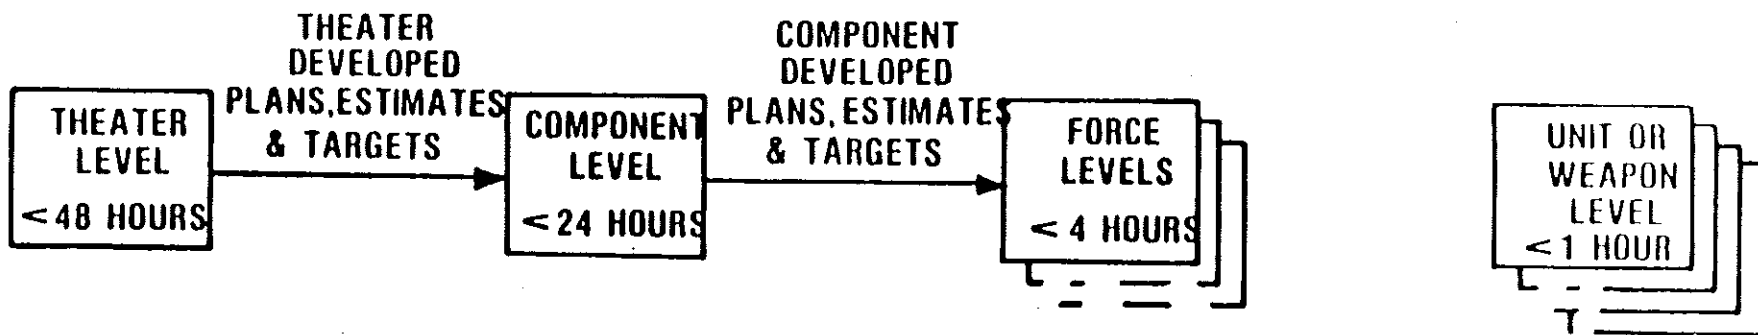 THEATER
LEVEL
< 48 HOURS
THEATER
DEVELOPED
PLANS, ESTIMATES
& TARGETS
COMPONENT
LEVEL
< 24 HOURS
COMPONENT
DEVELOPED
PLANS, ESTIMATES
& TARGETS
FORCE
LEVELS
< 4 HOURS
UNIT OR
WEAPON
LEVEL
< 1 HOUR